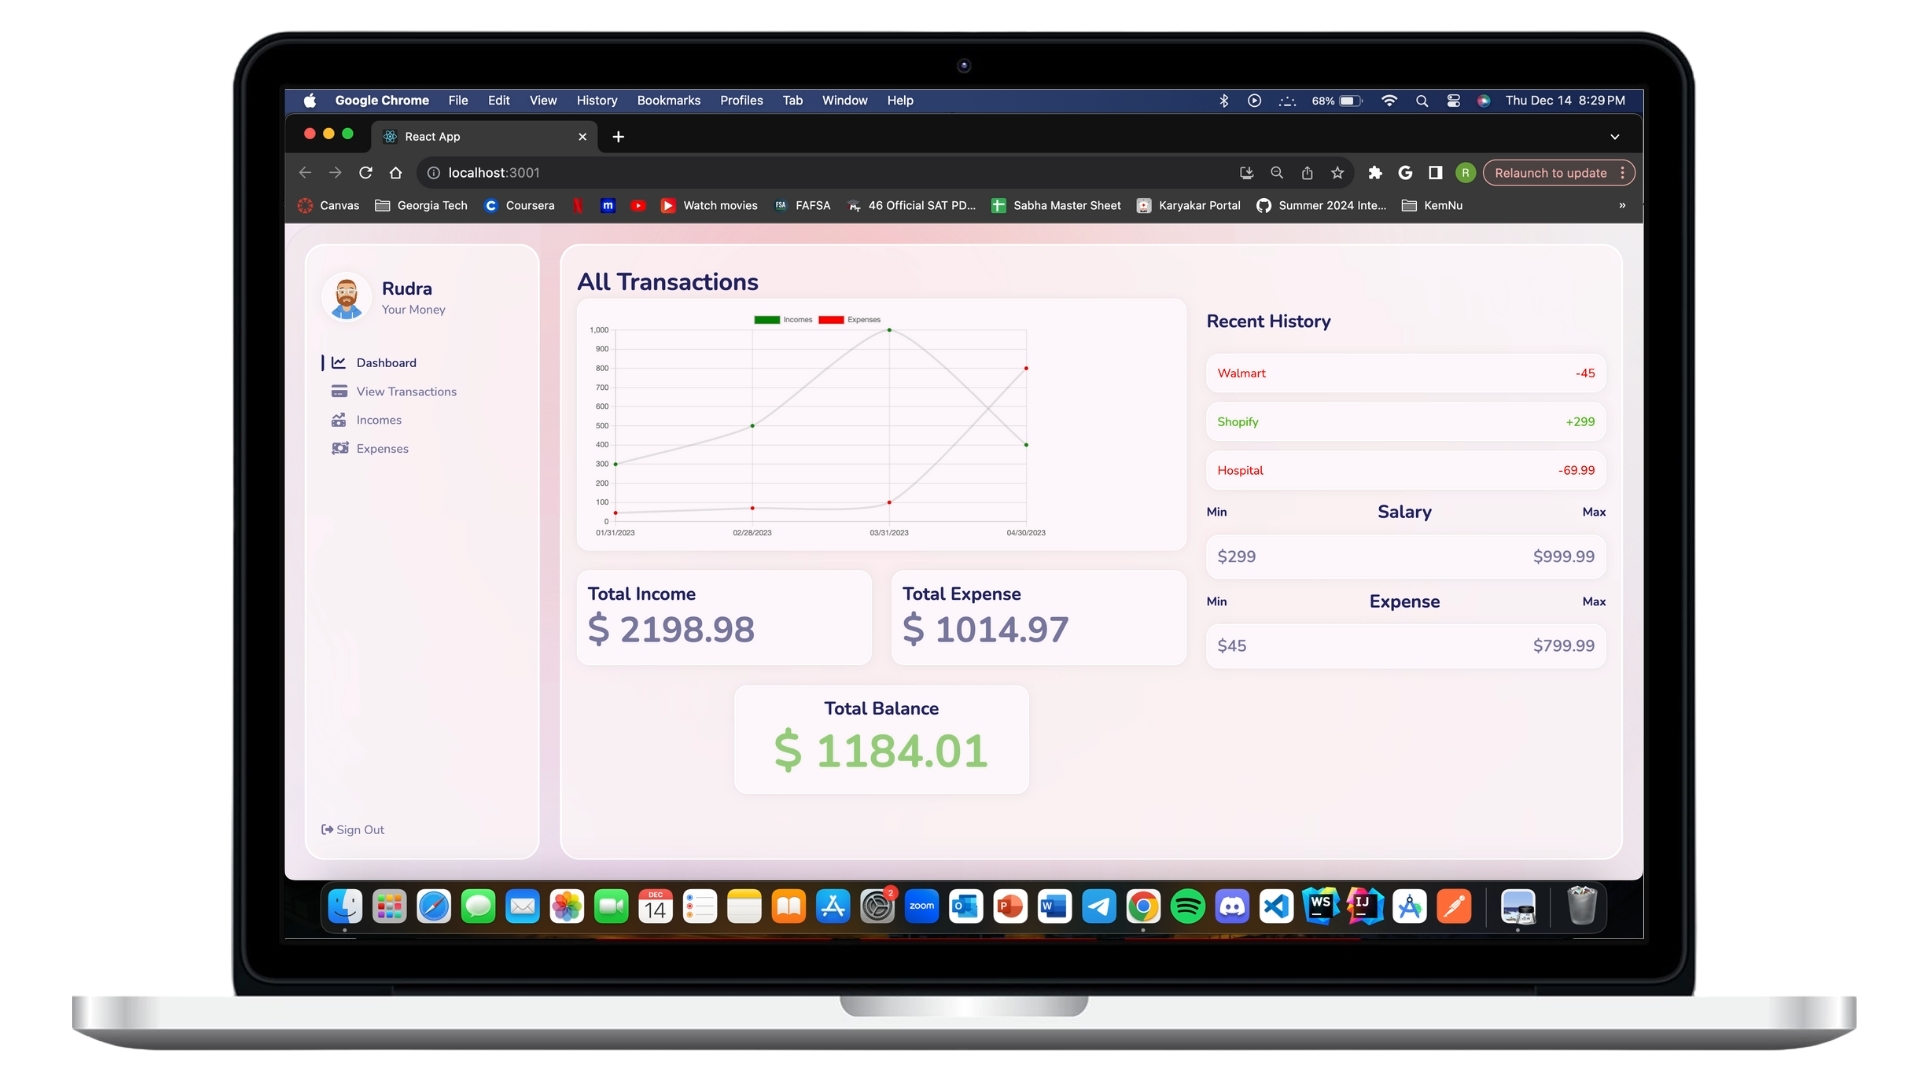 Google Chrome File Edit View History Bookmarks Profiles Tab Window Help 68% Thu Dec 14 8:29 PM
React App
localhost:3001 G R Relaunch to update
Canvas Georgia Tech Coursera m Watch movies FSA FAFSA 46 Official SAT PD... Sabha Master Sheet Karyakar Portal Summer 2024 Inte... KemNu »
Rudra
Your Money
Dashboard
View Transactions
Incomes
Expenses
Sign Out
All Transactions
Incomes Expenses
1,000
900
800
700
600
500
400
300
200
100
0
01/31/2023 02/28/2023 03/31/2023 04/30/2023
Total Income
$ 2198.98
Total Expense
$ 1014.97
Total Balance
$ 1184.01
Recent History
Walmart -45
Shopify +299
Hospital -69.99
Min Salary Max
$299 $999.99
Min Expense Max
$45 $799.99
DEC
14
2
zoom
O
P
W
WS
IJ